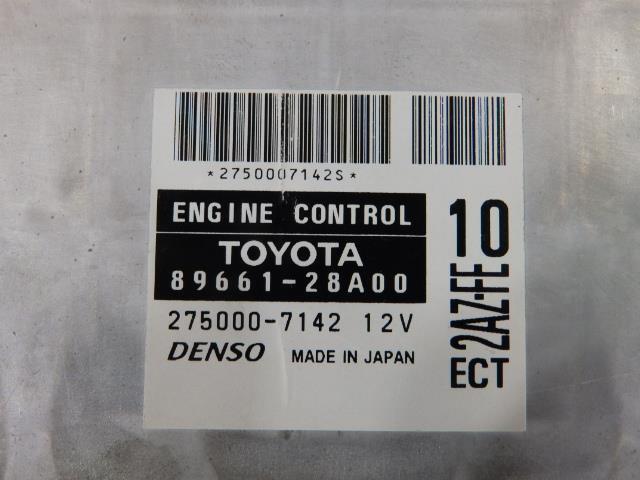 *2750007142S*
ENGINE CONTROL
TOYOTA
89661-28A00
275000-7142 12V
DENSO MADE IN JAPAN
10
2AZ-FE
ECT